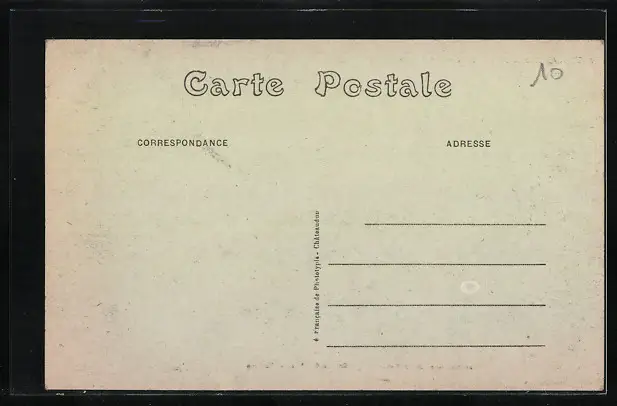 Carte Postale
10
CORRESPONDANCE
ADRESSE
é Française de Phototypie - Châteaudun